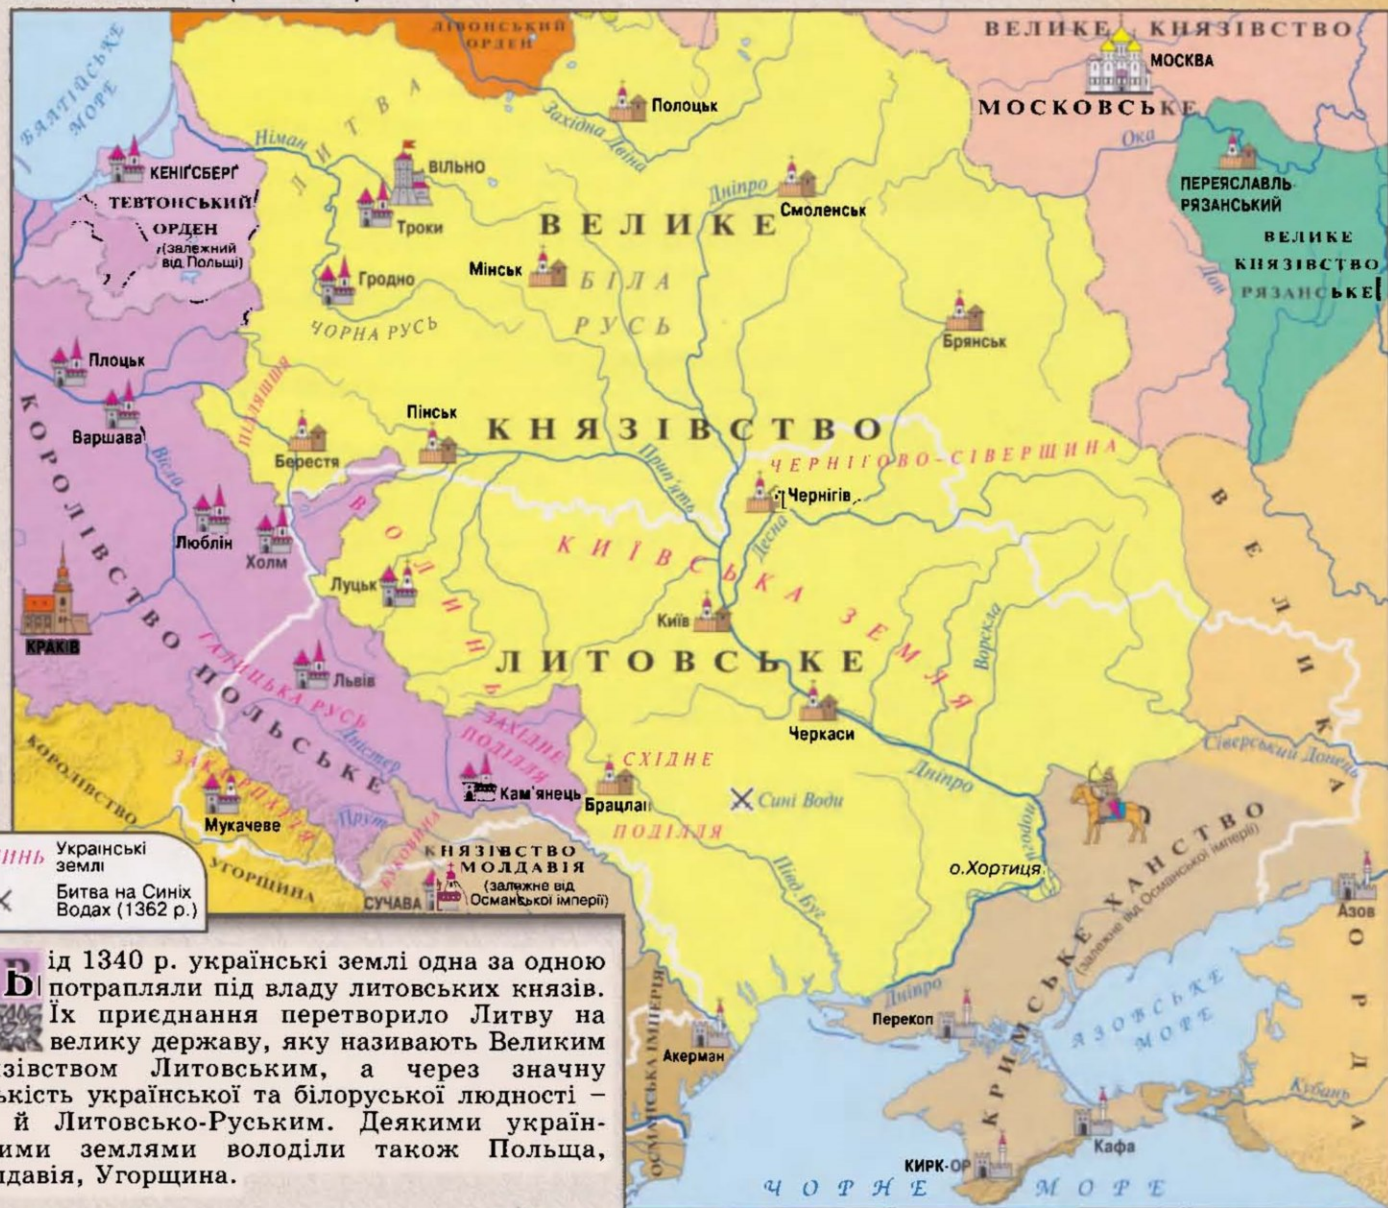 БАЛТІЙСЬКЕ
МОРЕ
ЛІВОНСЬКИЙ
ОРДЕН
ВЕЛИКЕ КНЯЗІВСТВО
МОСКВА
МОСКОВСЬКЕ
Полоцьк
Західна Двіна
ЛИТВА
Німан
Ока
КЕНІҐСБЕРҐ
ТЕВТОНСЬКИЙ
ОРДЕН
(залежний
від Польщі)
ВІЛЬНО
Троки
Дніпро
Смоленськ
ПЕРЕЯСЛАВЛЬ-
РЯЗАНСЬКИЙ
ВЕЛИКЕ
КНЯЗІВСТВО
РЯЗАНСЬКЕ
Дон
ВЕЛИКЕ
Мінськ
БІЛА
РУСЬ
Гродно
ЧОРНА РУСЬ
Брянськ
Плоцьк
Варшава
Вісла
ПІДЛЯШШЯ
Берестя
Пінськ
КНЯЗІВСТВО
Прип'ять
ЧЕРНІГОВО-СІВЕРЩИНА
Чернігів
Десна
КОРОЛІВСТВО ПОЛЬСЬКЕ
Люблін
Холм
ВОЛИНЬ
Луцьк
КИЇВСЬКА ЗЕМЛЯ
Київ
Ворскла
ВЕЛИКА
ОРДА
КРАКІВ
ЛИТОВСЬКЕ
Львів
ГАЛИЦЬКА РУСЬ
Дністер
ЗАХІДНЕ
ПОДІЛЛЯ
Черкаси
Дніпро
Сіверський Донець
КОРОЛІВСТВО
УГОРЩИНА
ЗАКАРПАТТЯ
Мукачеве
Прут
Кам'янець
СХІДНЕ
ПОДІЛЛЯ
Брацлав
Сині Води
Півд. Буг
БУКОВИНА
КНЯЗІВСТВО
МОЛДАВІЯ
(залежне від
Османської імперії)
СУЧАВА
о.Хортиця
КРИМСЬКЕ ХАНСТВО
(залежне від Османської імперії)
Азов
Українські
землі
Битва на Синіх
Водах (1362 р.)
Дніпро
Перекоп
АЗОВСЬКЕ
МОРЕ
ОСМАНСЬКА ІМПЕРІЯ
Акерман
Кубань
Кафа
КИРК-ОР
ЧОРНЕ МОРЕ
Від 1340 р. українські землі одна за одною
потрапляли під владу литовських князів.
Їх приєднання перетворило Литву на
велику державу, яку називають Великим
зівством Литовським, а через значну
ькість української та білоруської людності –
й Литовсько-Руським. Деякими україн-
ими землями володіли також Польща,
лдавія, Угорщина.